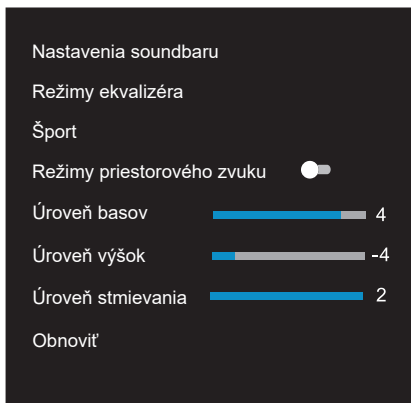 Nastavenia soundbaru
Režimy ekvalizéra
Šport
Režimy priestorového zvuku
Úroveň basov 4
Úroveň výšok -4
Úroveň stmievania 2
Obnoviť